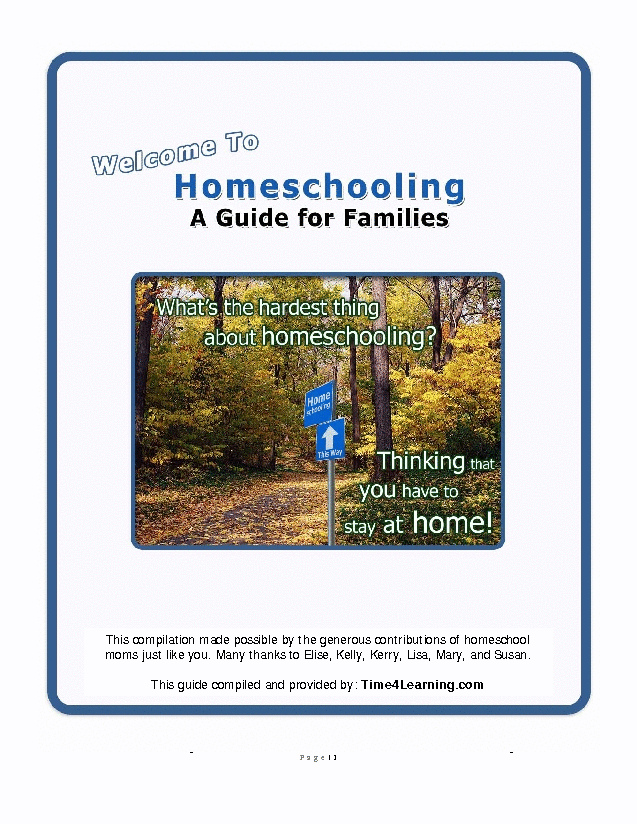 Welcome To
Homeschooling
A Guide for Families
What's the hardest thing
about homeschooling?
Home
schooling
This Way
Thinking that
you have to
stay at home!
This compilation made possible by the generous contributions of homeschool
moms just like you. Many thanks to Elise, Kelly, Kerry, Lisa, Mary, and Susan.
This guide compiled and provided by: Time4Learning.com
Page | 1